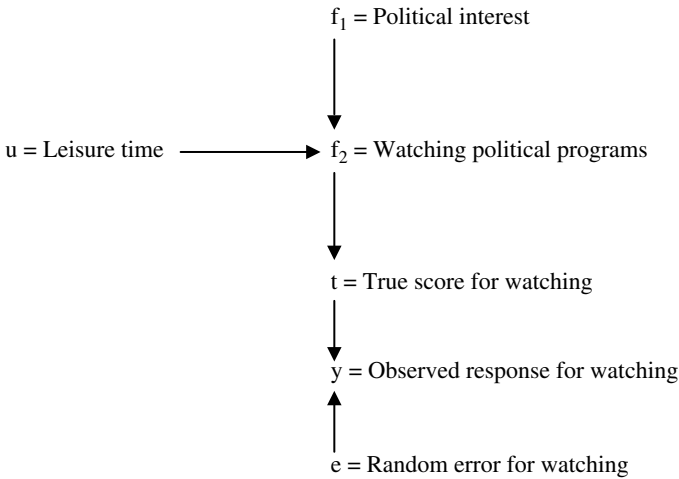 f₁ = Political interest
u = Leisure time
f₂ = Watching political programs
t = True score for watching
y = Observed response for watching
e = Random error for watching